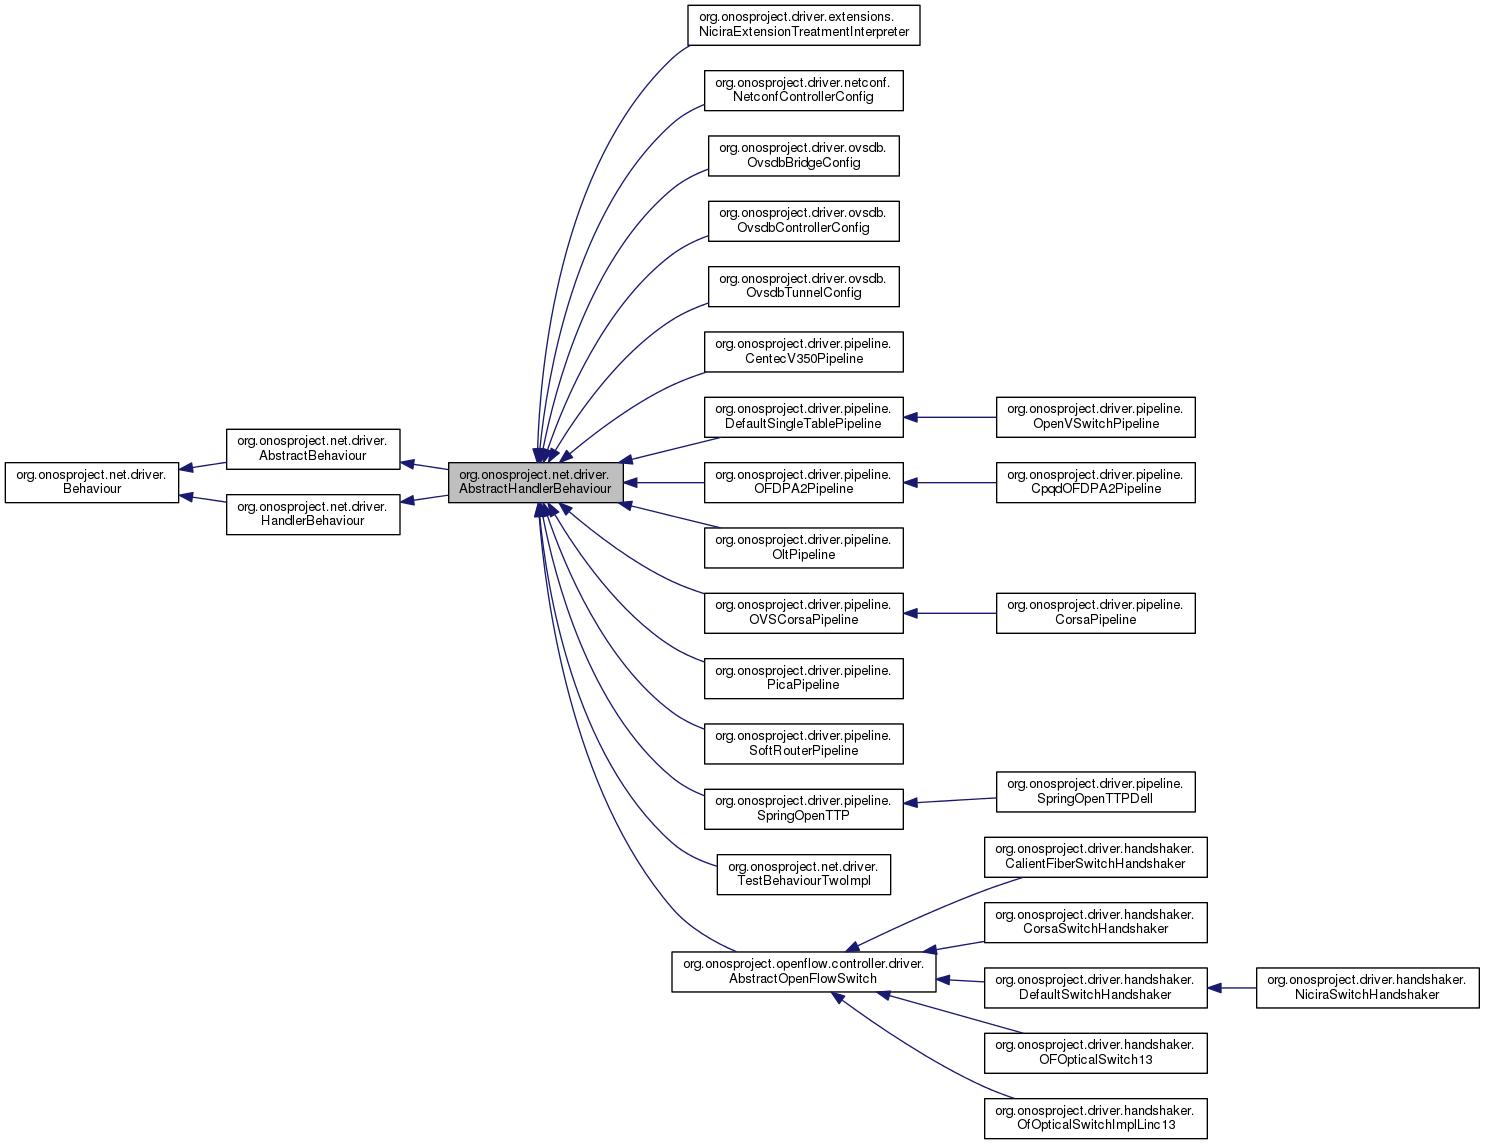 org.onosproject.driver.extensions.
NiciraExtensionTreatmentInterpreter
org.onosproject.driver.netconf.
NetconfControllerConfig
org.onosproject.driver.ovsdb.
OvsdbBridgeConfig
org.onosproject.driver.ovsdb.
OvsdbControllerConfig
org.onosproject.driver.ovsdb.
OvsdbTunnelConfig
org.onosproject.driver.pipeline.
CentecV350Pipeline
org.onosproject.driver.pipeline.
DefaultSingleTablePipeline
org.onosproject.driver.pipeline.
OpenVSwitchPipeline
org.onosproject.net.driver.
AbstractBehaviour
org.onosproject.net.driver.
Behaviour
org.onosproject.net.driver.
AbstractHandlerBehaviour
org.onosproject.driver.pipeline.
OFDPA2Pipeline
org.onosproject.driver.pipeline.
CpqdOFDPA2Pipeline
org.onosproject.net.driver.
HandlerBehaviour
org.onosproject.driver.pipeline.
OltPipeline
org.onosproject.driver.pipeline.
OVSCorsaPipeline
org.onosproject.driver.pipeline.
CorsaPipeline
org.onosproject.driver.pipeline.
PicaPipeline
org.onosproject.driver.pipeline.
SoftRouterPipeline
org.onosproject.driver.pipeline.
SpringOpenTTP
org.onosproject.driver.pipeline.
SpringOpenTTPDell
org.onosproject.net.driver.
TestBehaviourTwoImpl
org.onosproject.driver.handshaker.
CalientFiberSwitchHandshaker
org.onosproject.driver.handshaker.
CorsaSwitchHandshaker
org.onosproject.openflow.controller.driver.
AbstractOpenFlowSwitch
org.onosproject.driver.handshaker.
DefaultSwitchHandshaker
org.onosproject.driver.handshaker.
NiciraSwitchHandshaker
org.onosproject.driver.handshaker.
OFOpticalSwitch13
org.onosproject.driver.handshaker.
OfOpticalSwitchImplLinc13